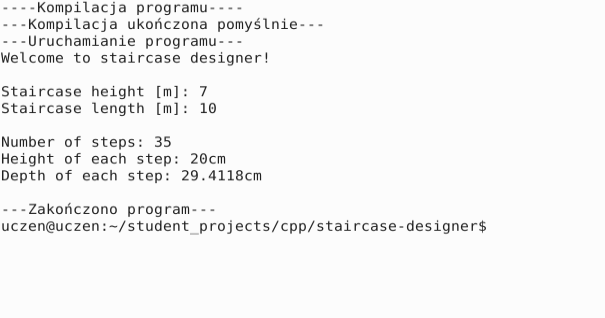 ----Kompilacja programu----
---Kompilacja ukończona pomyślnie---
---Uruchamianie programu---
Welcome to staircase designer!
Staircase height [m]: 7
Staircase length [m]: 10
Number of steps: 35
Height of each step: 20cm
Depth of each step: 29.4118cm
---Zakończono program---
uczen@uczen:~/student_projects/cpp/staircase-designer$